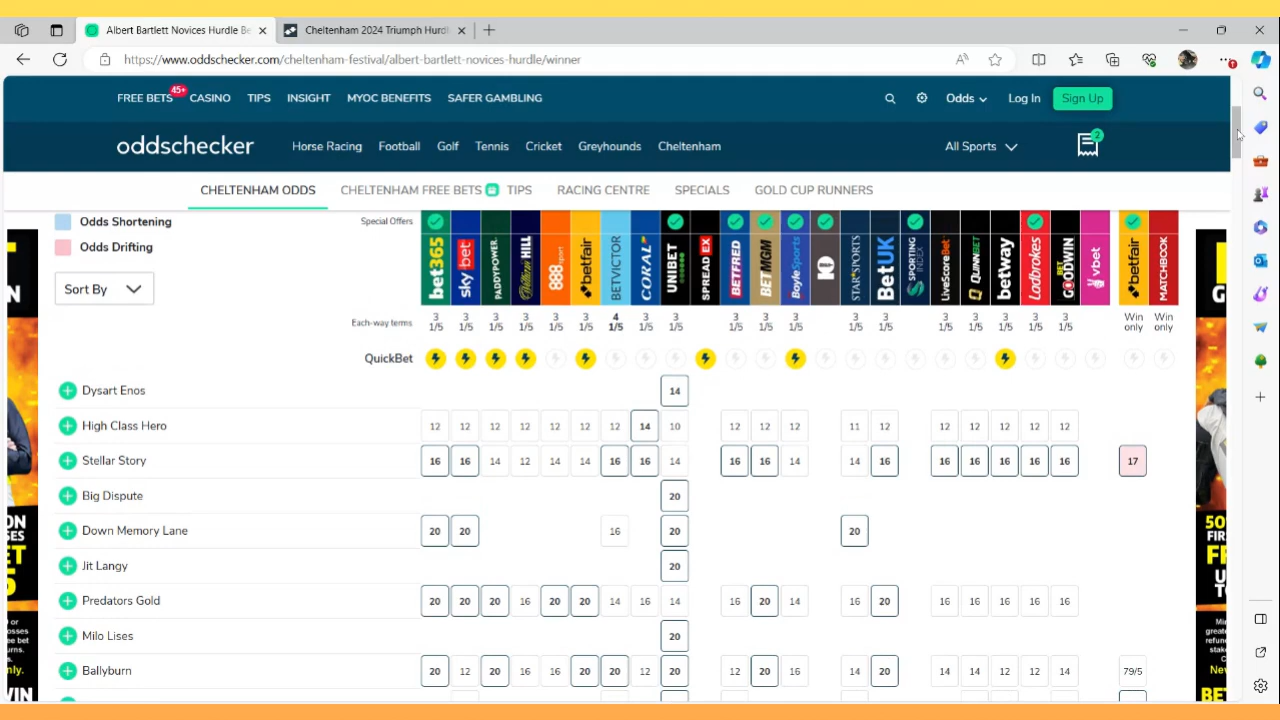 Albert Bartlett Novices Hurdle Be
Cheltenham 2024 Triumph Hurdl
https://www.oddschecker.com/cheltenham-festival/albert-bartlett-novices-hurdle/winner
FREE BETS 45+ CASINO TIPS INSIGHT MYOC BENEFITS SAFER GAMBLING Odds Log In Sign Up
oddschecker Horse Racing Football Golf Tennis Cricket Greyhounds Cheltenham All Sports 2
CHELTENHAM ODDS CHELTENHAM FREE BETS TIPS RACING CENTRE SPECIALS GOLD CUP RUNNERS
Odds Shortening Special Offers
Odds Drifting
bet365 sky bet PADDYPOWER. William HILL 888sport betfair BETVICTOR CORAL UNIBET SPREADEX BETFRED BET MGM BoyleSports 10 STAR SPORTS BetUK SPORTING INDEX LiveScoreBet QUINNBET betway Ladbrokes BET GOODWIN vbet betfair MATCHBOOK
Sort By
Each-way terms 3 3 3 3 3 3 4 3 3 3 3 3 3 3 3 3 3 3 3 Win Win
1/5 1/5 1/5 1/5 1/5 1/5 1/5 1/5 1/5 1/5 1/5 1/5 1/5 1/5 1/5 1/5 1/5 1/5 1/5 only only
QuickBet
Dysart Enos 14
High Class Hero 12 12 12 12 12 12 12 14 10 12 12 12 11 12 12 12 12 12 12
Stellar Story 16 16 14 12 14 14 16 16 14 16 16 14 14 16 16 16 16 16 16 17
Big Dispute 20
Down Memory Lane 20 20 16 20 20
Jit Langy 20
Predators Gold 20 20 20 16 20 20 14 16 14 16 20 14 16 20 16 16 16 16 16
Milo Lises 20
Ballyburn 20 12 20 16 16 20 20 12 20 12 20 16 14 20 14 14 12 12 14 79/5